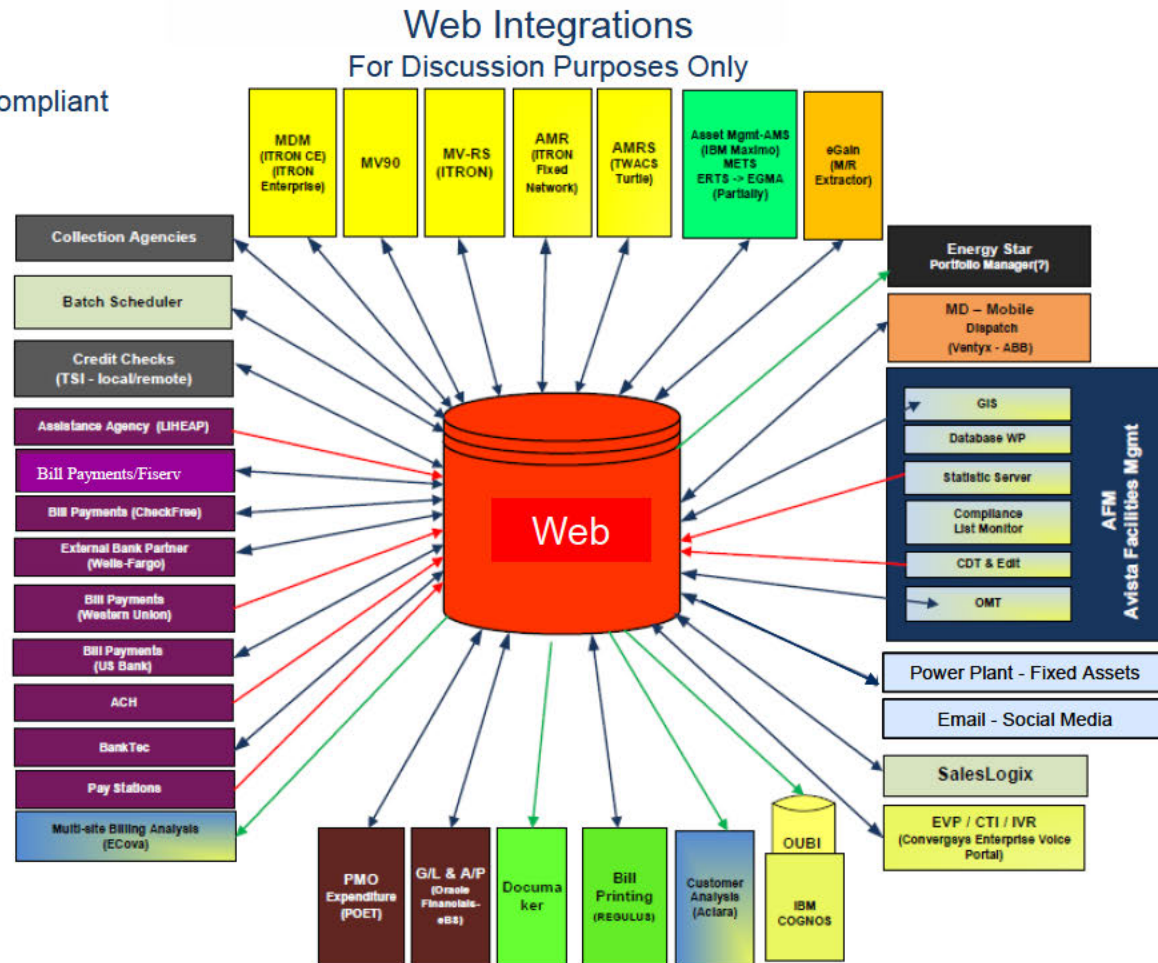 Web Integrations
For Discussion Purposes Only
ompliant
MDM
(ITRON CE)
(ITRON
Enterprise)
MV90
MV-RS
(ITRON)
AMR
(ITRON
Fixed
Network)
AMRS
(TWACS
Turtle)
Asset Mgmt-AMS
(IBM Maximo)
METS
ERTS -> EGMA
(Partially)
eGain
(M/R
Extractor)
Collection Agencies
Batch Scheduler
Credit Checks
(TSI - local/remote)
Assistance Agency (LIHEAP)
Bill Payments/Fiserv
Bill Payments (CheckFree)
External Bank Partner
(Wells-Fargo)
Bill Payments
(Western Union)
Bill Payments
(US Bank)
ACH
BankTec
Pay Stations
Multi-site Billing Analysis
(ECova)
Web
Energy Star
Portfolio Manager(?)
MD – Mobile
Dispatch
(Ventyx - ABB)
GIS
Database WP
Statistic Server
Compliance
List Monitor
CDT & Edit
OMT
AFM
Avista Facilities Mgmt
Power Plant - Fixed Assets
Email - Social Media
SalesLogix
EVP / CTI / IVR
(Convergsys Enterprise Voice
Portal)
PMO
Expenditure
(POET)
G/L & A/P
(Oracle
Financials-
eBS)
Documa
ker
Bill
Printing
(REGULUS)
Customer
Analysis
(Aclara)
OUBI
IBM
COGNOS